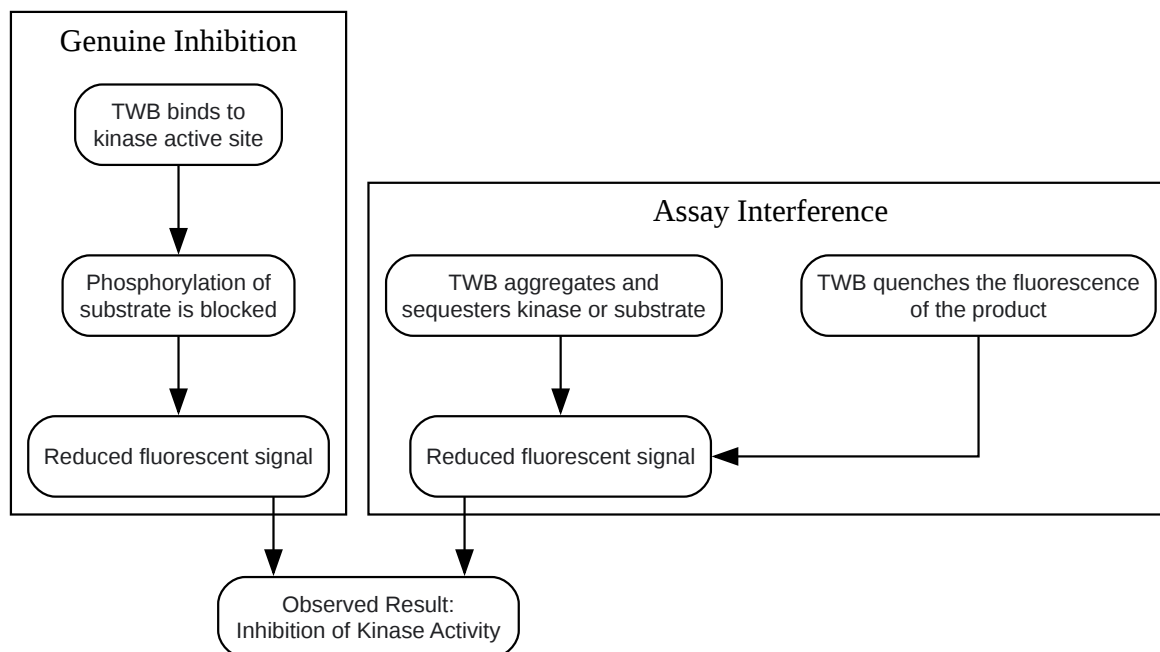 Genuine Inhibition
TWB binds to
kinase active site
Phosphorylation of
substrate is blocked
Reduced fluorescent signal
Assay Interference
TWB aggregates and
sequesters kinase or substrate
TWB quenches the fluorescence
of the product
Reduced fluorescent signal
Observed Result:
Inhibition of Kinase Activity